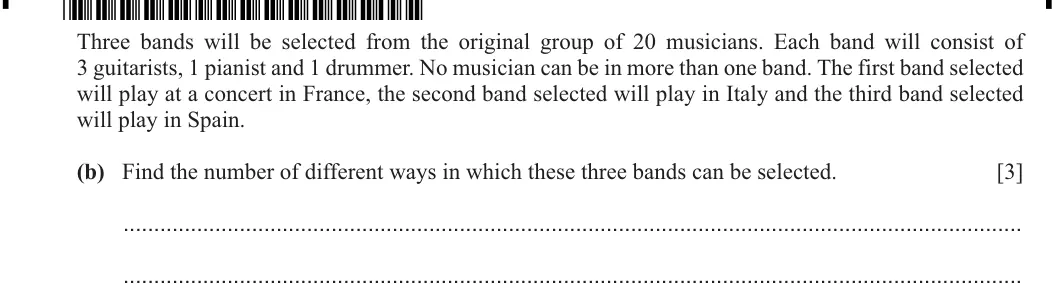 Three bands will be selected from the original group of 20 musicians. Each band will consist of
3 guitarists, 1 pianist and 1 drummer. No musician can be in more than one band. The first band selected
will play at a concert in France, the second band selected will play in Italy and the third band selected
will play in Spain.
(b) Find the number of different ways in which these three bands can be selected. [3]